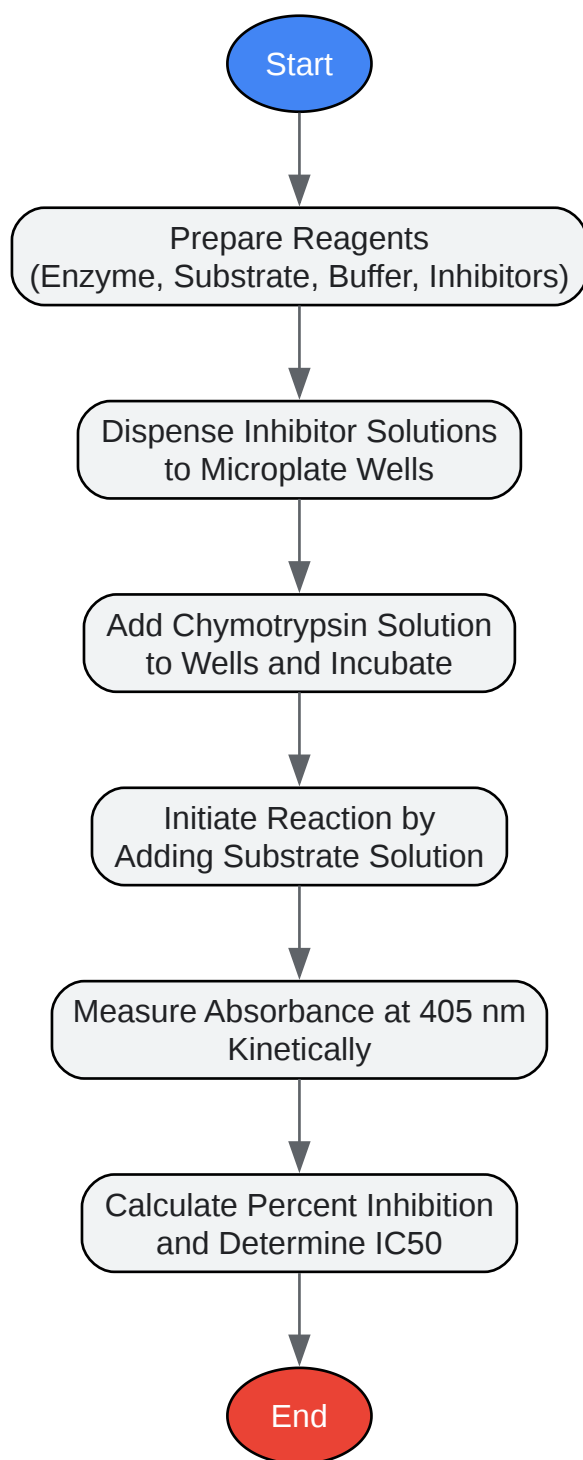 Start
Prepare Reagents
(Enzyme, Substrate, Buffer, Inhibitors)
Dispense Inhibitor Solutions
to Microplate Wells
Add Chymotrypsin Solution
to Wells and Incubate
Initiate Reaction by
Adding Substrate Solution
Measure Absorbance at 405 nm
Kinetically
Calculate Percent Inhibition
and Determine IC50
End